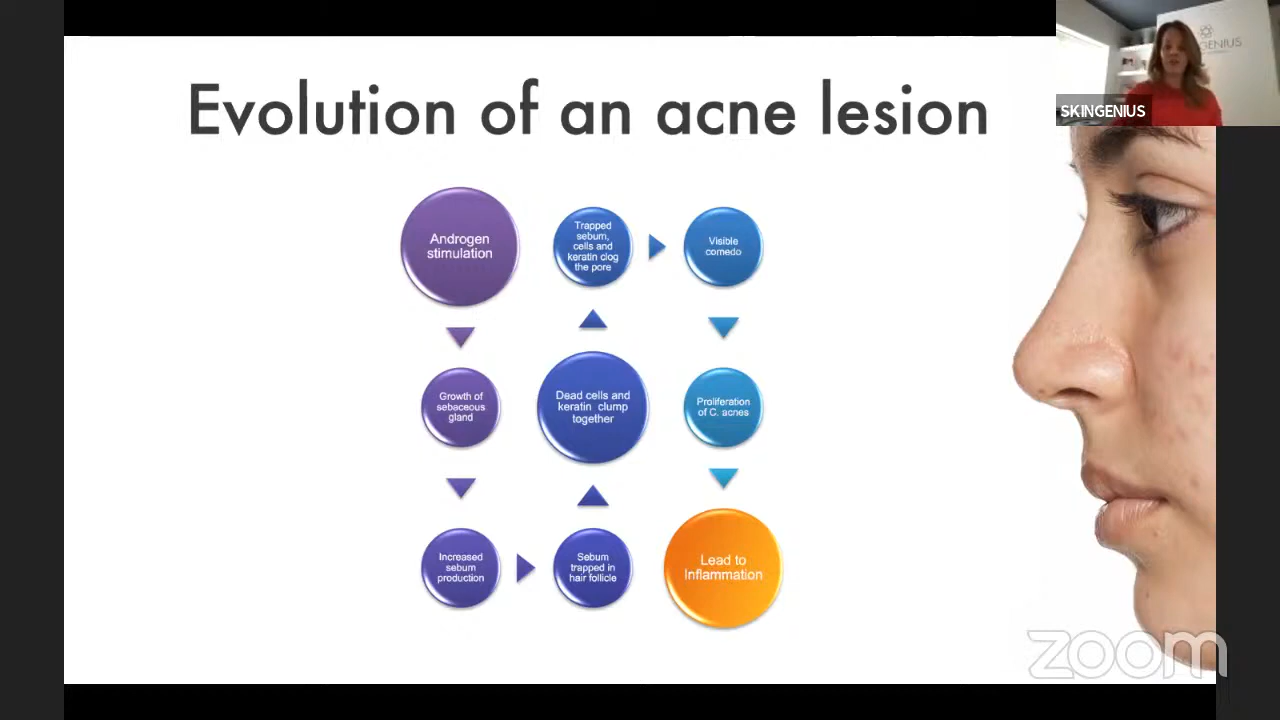 Evolution of an acne lesion
SKINGENIUS
Androgen
stimulation
Growth of
sebaceous
gland
Increased
sebum
production
Sebum
trapped in
hair follicle
Dead cells and
keratin clump
together
Trapped
sebum,
cells and
keratin clog
the pore
Visible
comedo
Proliferation
of C. acnes
Lead to
Inflammation
zoom